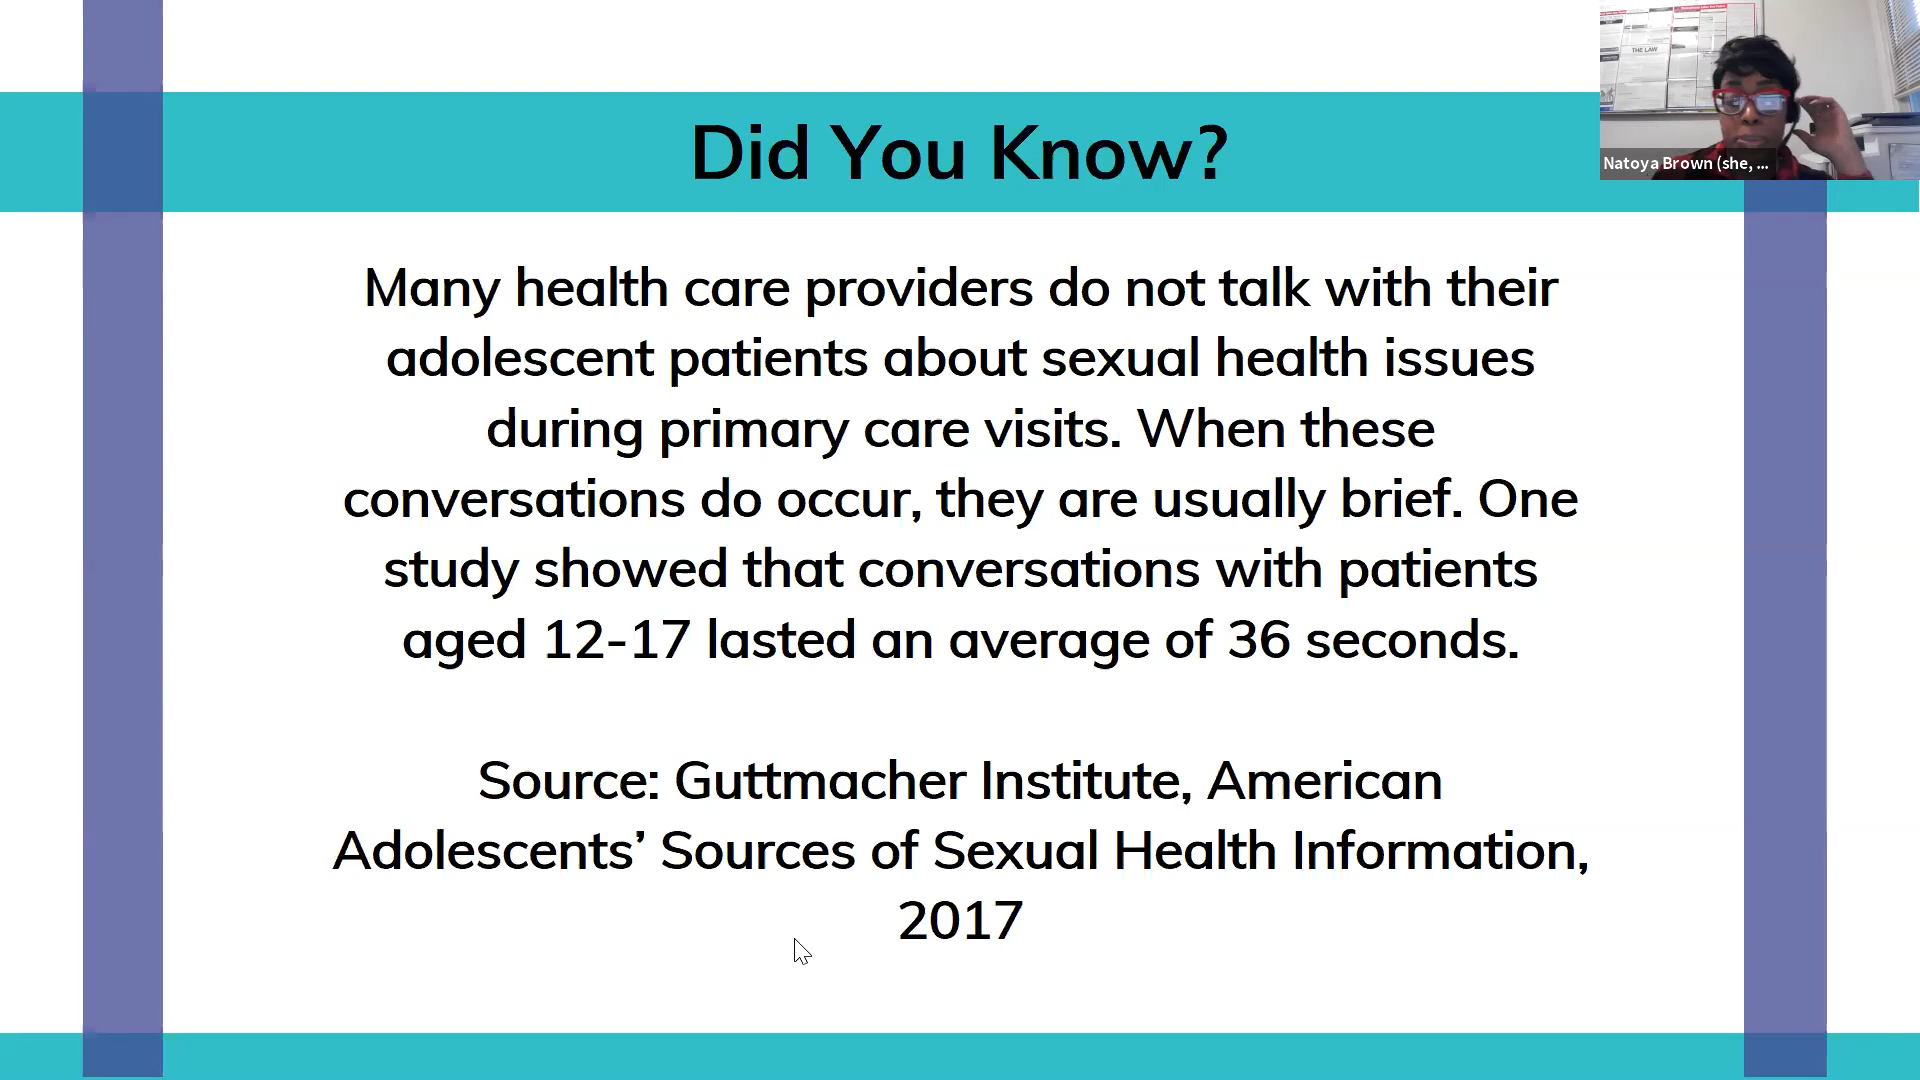 Did You Know?
Many health care providers do not talk with their
adolescent patients about sexual health issues
during primary care visits. When these
conversations do occur, they are usually brief. One
study showed that conversations with patients
aged 12-17 lasted an average of 36 seconds.
Source: Guttmacher Institute, American
Adolescents’ Sources of Sexual Health Information,
2017
THE LAW
Natoya Brown (she, ...